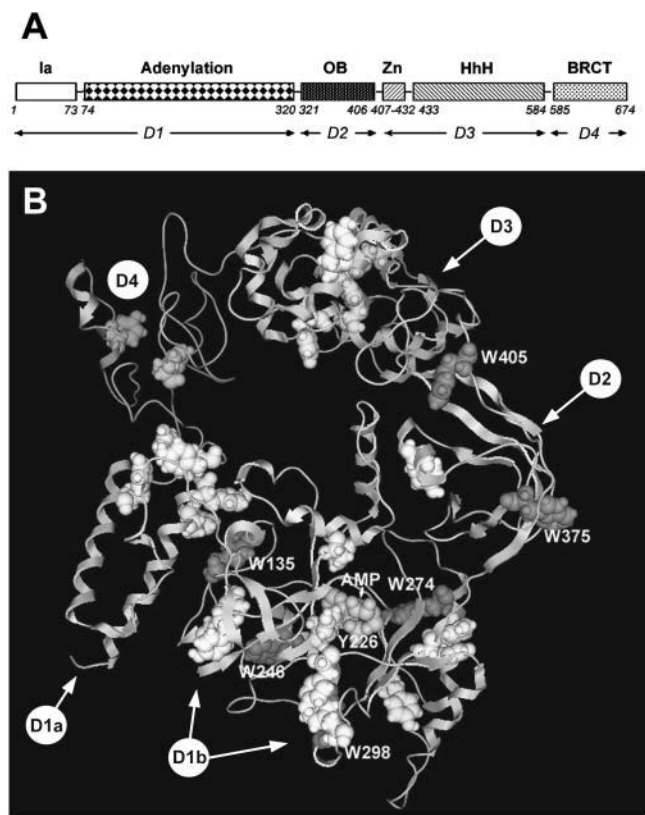 A
Ia Adenylation OB Zn HhH BRCT
1 73 74 320 321 406 407-432 433 584 585 674
D1 D2 D3 D4
B
D3
D4
W405
D2
W375
W135
AMP W274
Y226
W246
D1a
D1b
W298